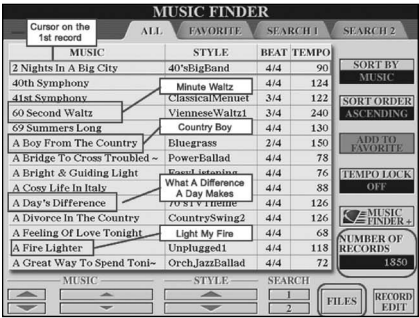 MUSIC FINDER
Cursor on the
1st record
ALL FAVORITE SEARCH 1 SEARCH 2
MUSIC STYLE BEAT TEMPO
2 Nights In A Big City 40'sBigBand 4/4 90
40th Symphony 4/4 124
Minute Waltz
41st Symphony ClassicalMenuet 3/4 122
60 Second Waltz VienneseWaltz1 3/4 240
69 Summers Long 4/4 130
Country Boy
A Boy From The Country Bluegrass 2/4 150
A Bridge To Cross Troubled ~ PowerBallad 4/4 76
A Bright & Guiding Light EasyListening 4/4 76
What A Difference
A Day Makes
A Cosy Life In Italy 4/4 88
A Day's Difference 70'sTVTheme 4/4 126
A Divorce In The Country CountrySwing2 4/4 126
A Feeling Of Love Tonight 4/4 68
Light My Fire
A Fire Lighter Unplugged1 4/4 118
A Great Way To Spend Toni~ OrchJazzBallad 4/4 72
SORT BY
MUSIC
SORT ORDER
ASCENDING
ADD TO
FAVORITE
TEMPO LOCK
OFF
MUSIC
FINDER+
NUMBER OF
RECORDS
1850
MUSIC STYLE SEARCH
1
2
FILES
RECORD
EDIT